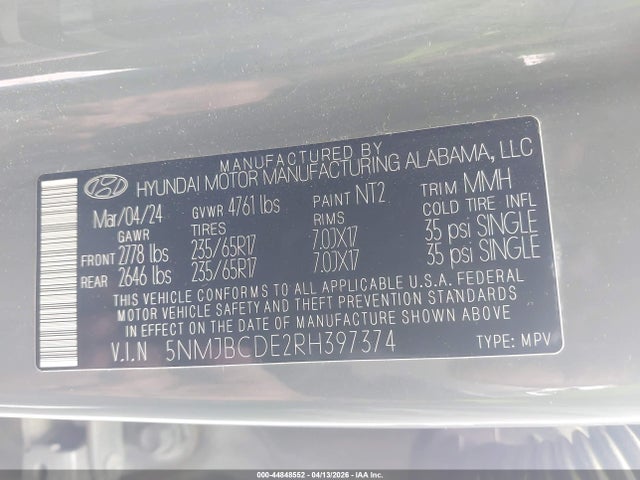 MANUFACTURED BY
HYUNDAI MOTOR MANUFACTURING ALABAMA, LLC
Mar/04/24 GVWR 4761 lbs PAINT NT2 TRIM MMH
GAWR TIRES RIMS COLD TIRE INFL
FRONT 2778 lbs 235/65R17 7.0JX17 35 psi SINGLE
REAR 2646 lbs 235/65R17 7.0JX17 35 psi SINGLE
THIS VEHICLE CONFORMS TO ALL APPLICABLE U.S.A. FEDERAL
MOTOR VEHICLE SAFETY AND THEFT PREVENTION STANDARDS
IN EFFECT ON THE DATE OF MANUFACTURE SHOWN ABOVE
V.I.N 5NMJBCDE2RH397374 TYPE: MPV
000-44848552 - 04/13/2026 - IAA Inc.